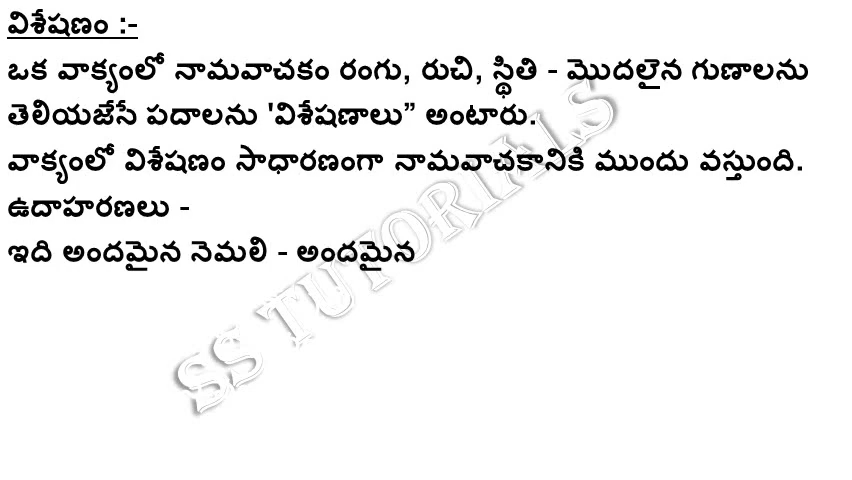 విశేషణం :-
ఒక వాక్యంలో నామవాచకం రంగు, రుచి, స్థితి - మొదలైన గుణాలను
తెలియజేసే పదాలను 'విశేషణాలు” అంటారు.
వాక్యంలో విశేషణం సాధారణంగా నామవాచకానికి ముందు వస్తుంది.
ఉదాహరణలు -
ఇది అందమైన నెమలి - అందమైన
SS TUTORIALS